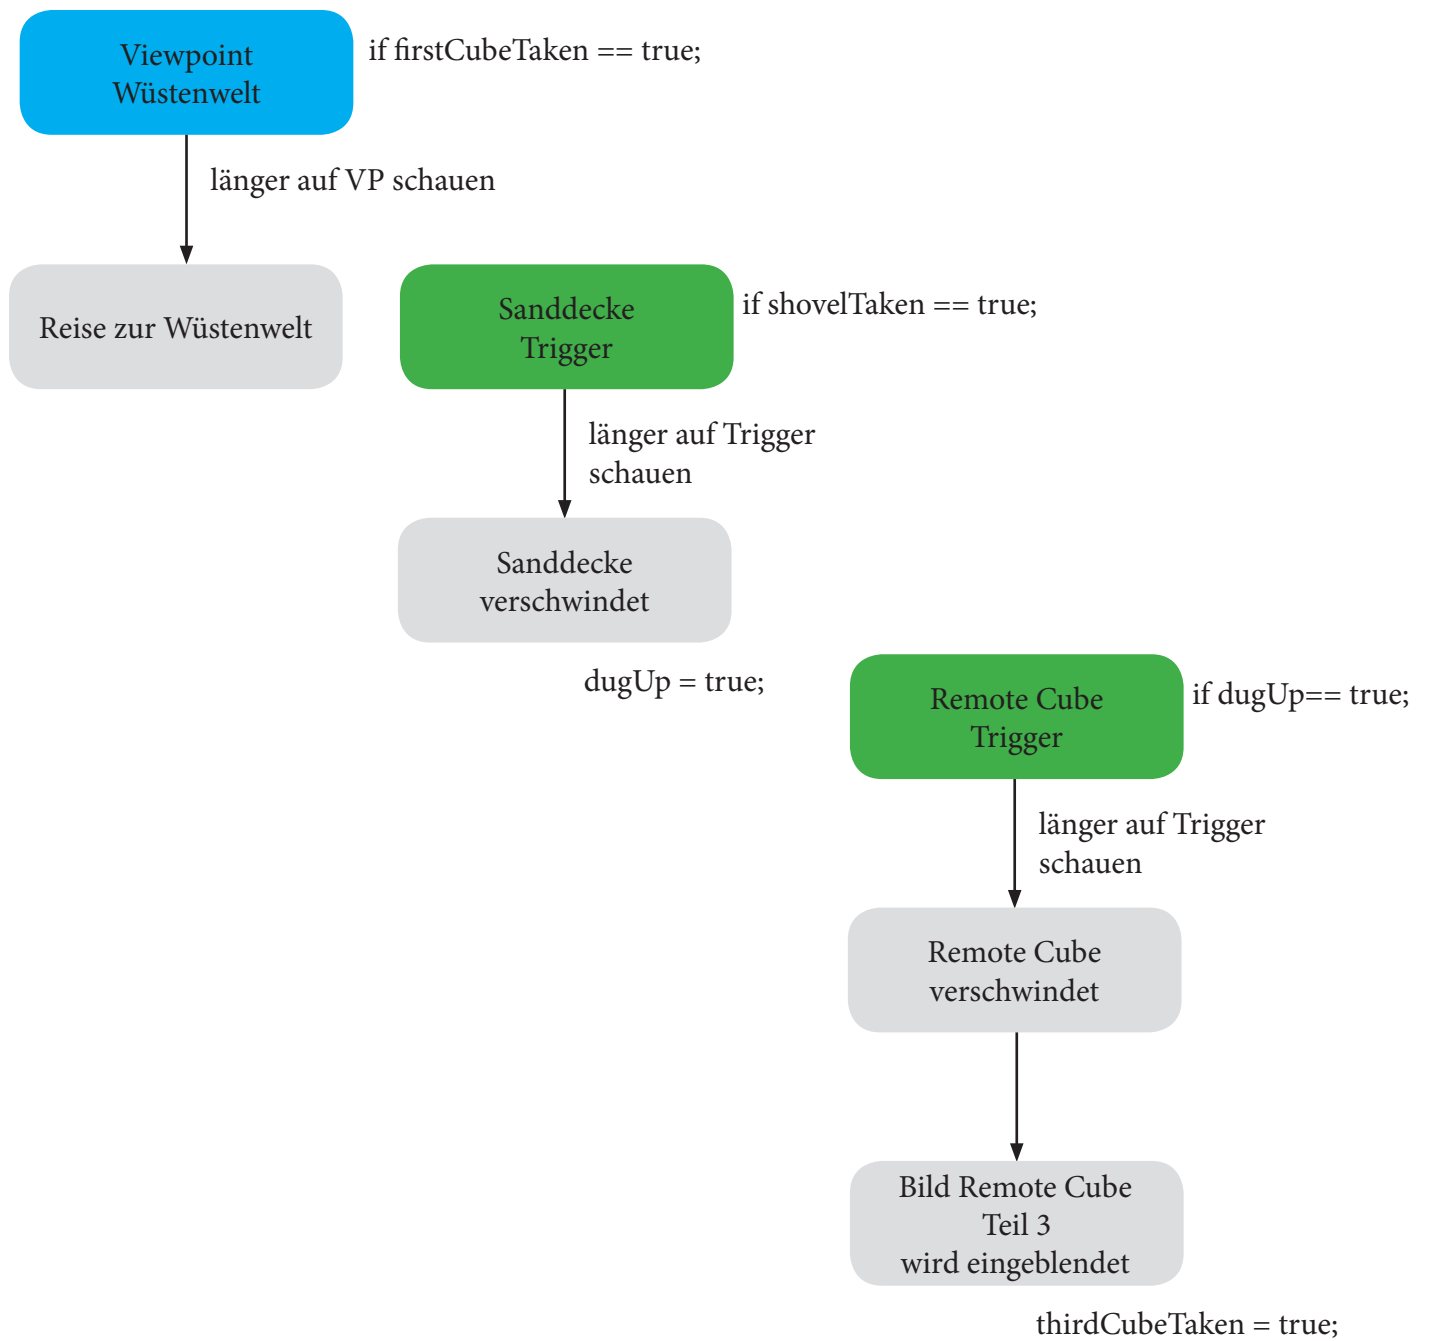 Viewpoint
Wüstenwelt
if firstCubeTaken == true;
länger auf VP schauen
Reise zur Wüstenwelt
Sanddecke
Trigger
if shovelTaken == true;
länger auf Trigger
schauen
Sanddecke
verschwindet
dugUp = true;
Remote Cube
Trigger
if dugUp== true;
länger auf Trigger
schauen
Remote Cube
verschwindet
Bild Remote Cube
Teil 3
wird eingeblendet
thirdCubeTaken = true;